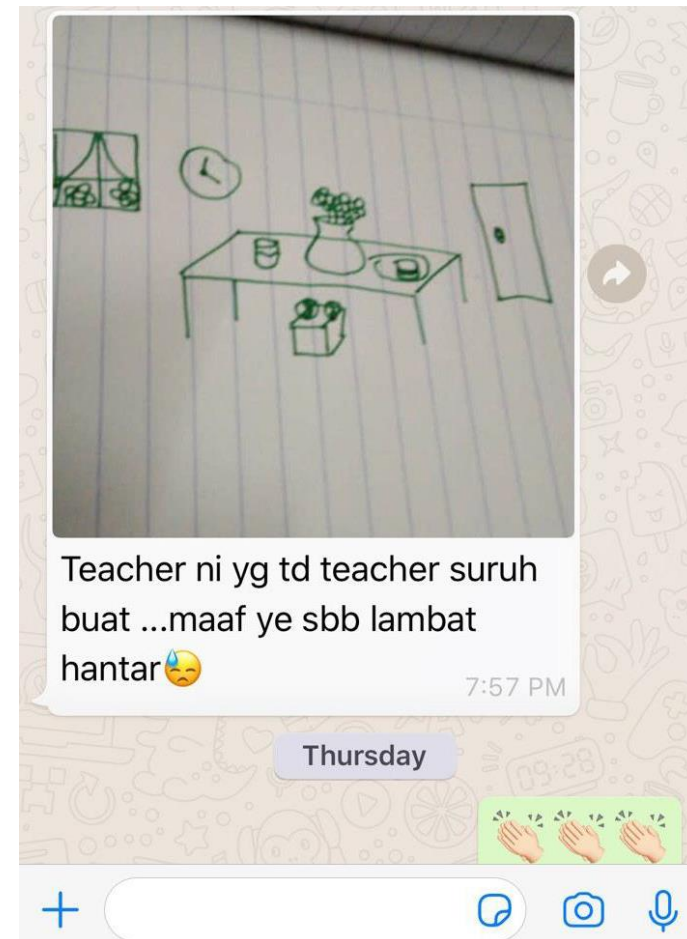 Teacher ni yg td teacher suruh
buat ...maaf ye sbb lambat
hantar😓
7:57 PM
Thursday
👏🏻👏🏻👏🏻